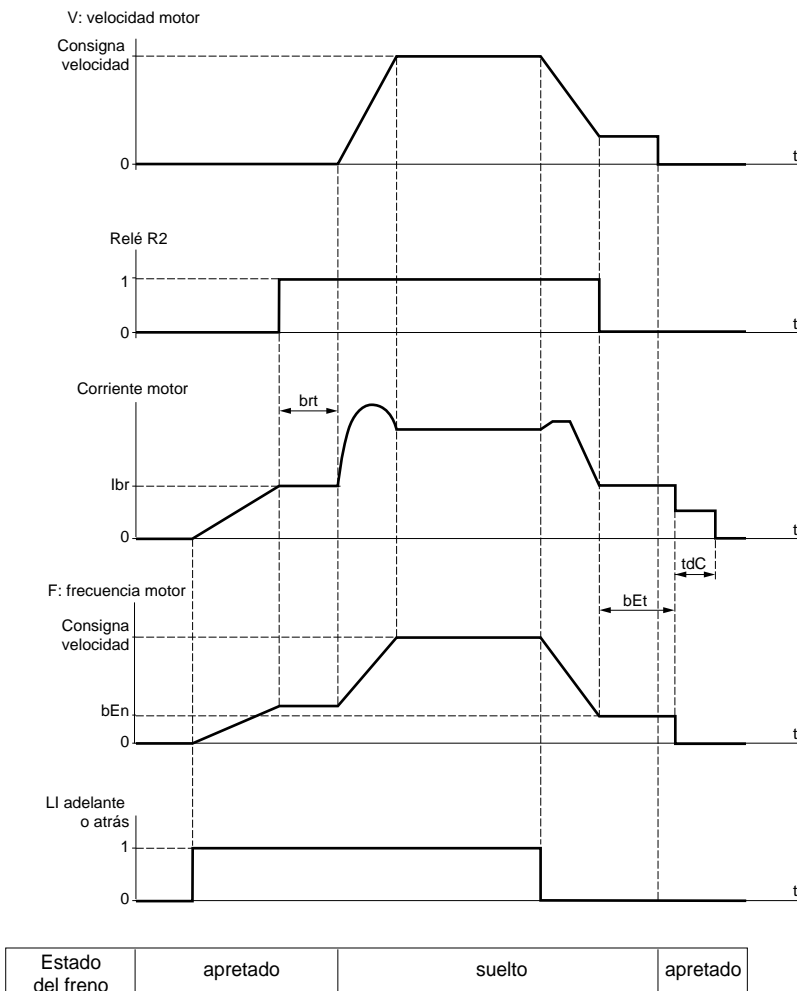 V: velocidad motor
Consigna
velocidad
0
t
Relé R2
1
0
t
Corriente motor
brt
Ibr
0
t
tdC
bEt
F: frecuencia motor
Consigna
velocidad
bEn
0
t
LI adelante
o atrás
1
0
t
Estado
del freno
apretado
suelto
apretado